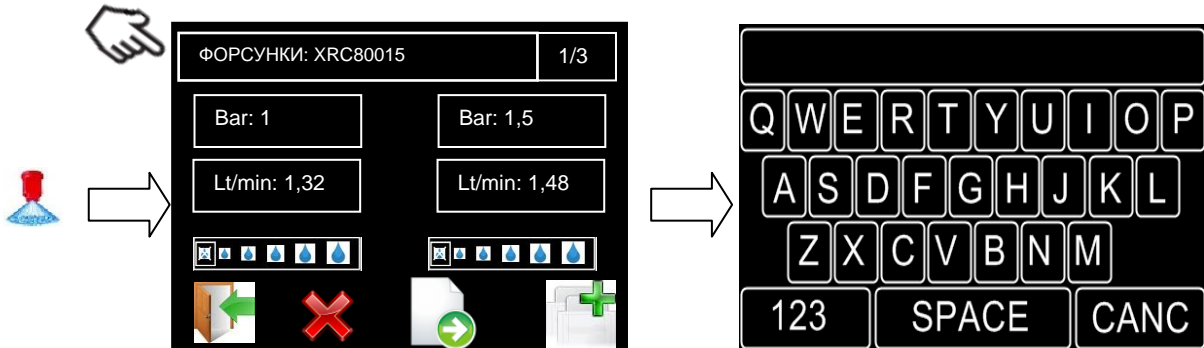 ФОРСУНКИ: XRC80015 1/3
Bar: 1 Bar: 1,5
Lt/min: 1,32 Lt/min: 1,48
Q W E R T Y U I O P
A S D F G H J K L
Z X C V B N M
123 SPACE CANC